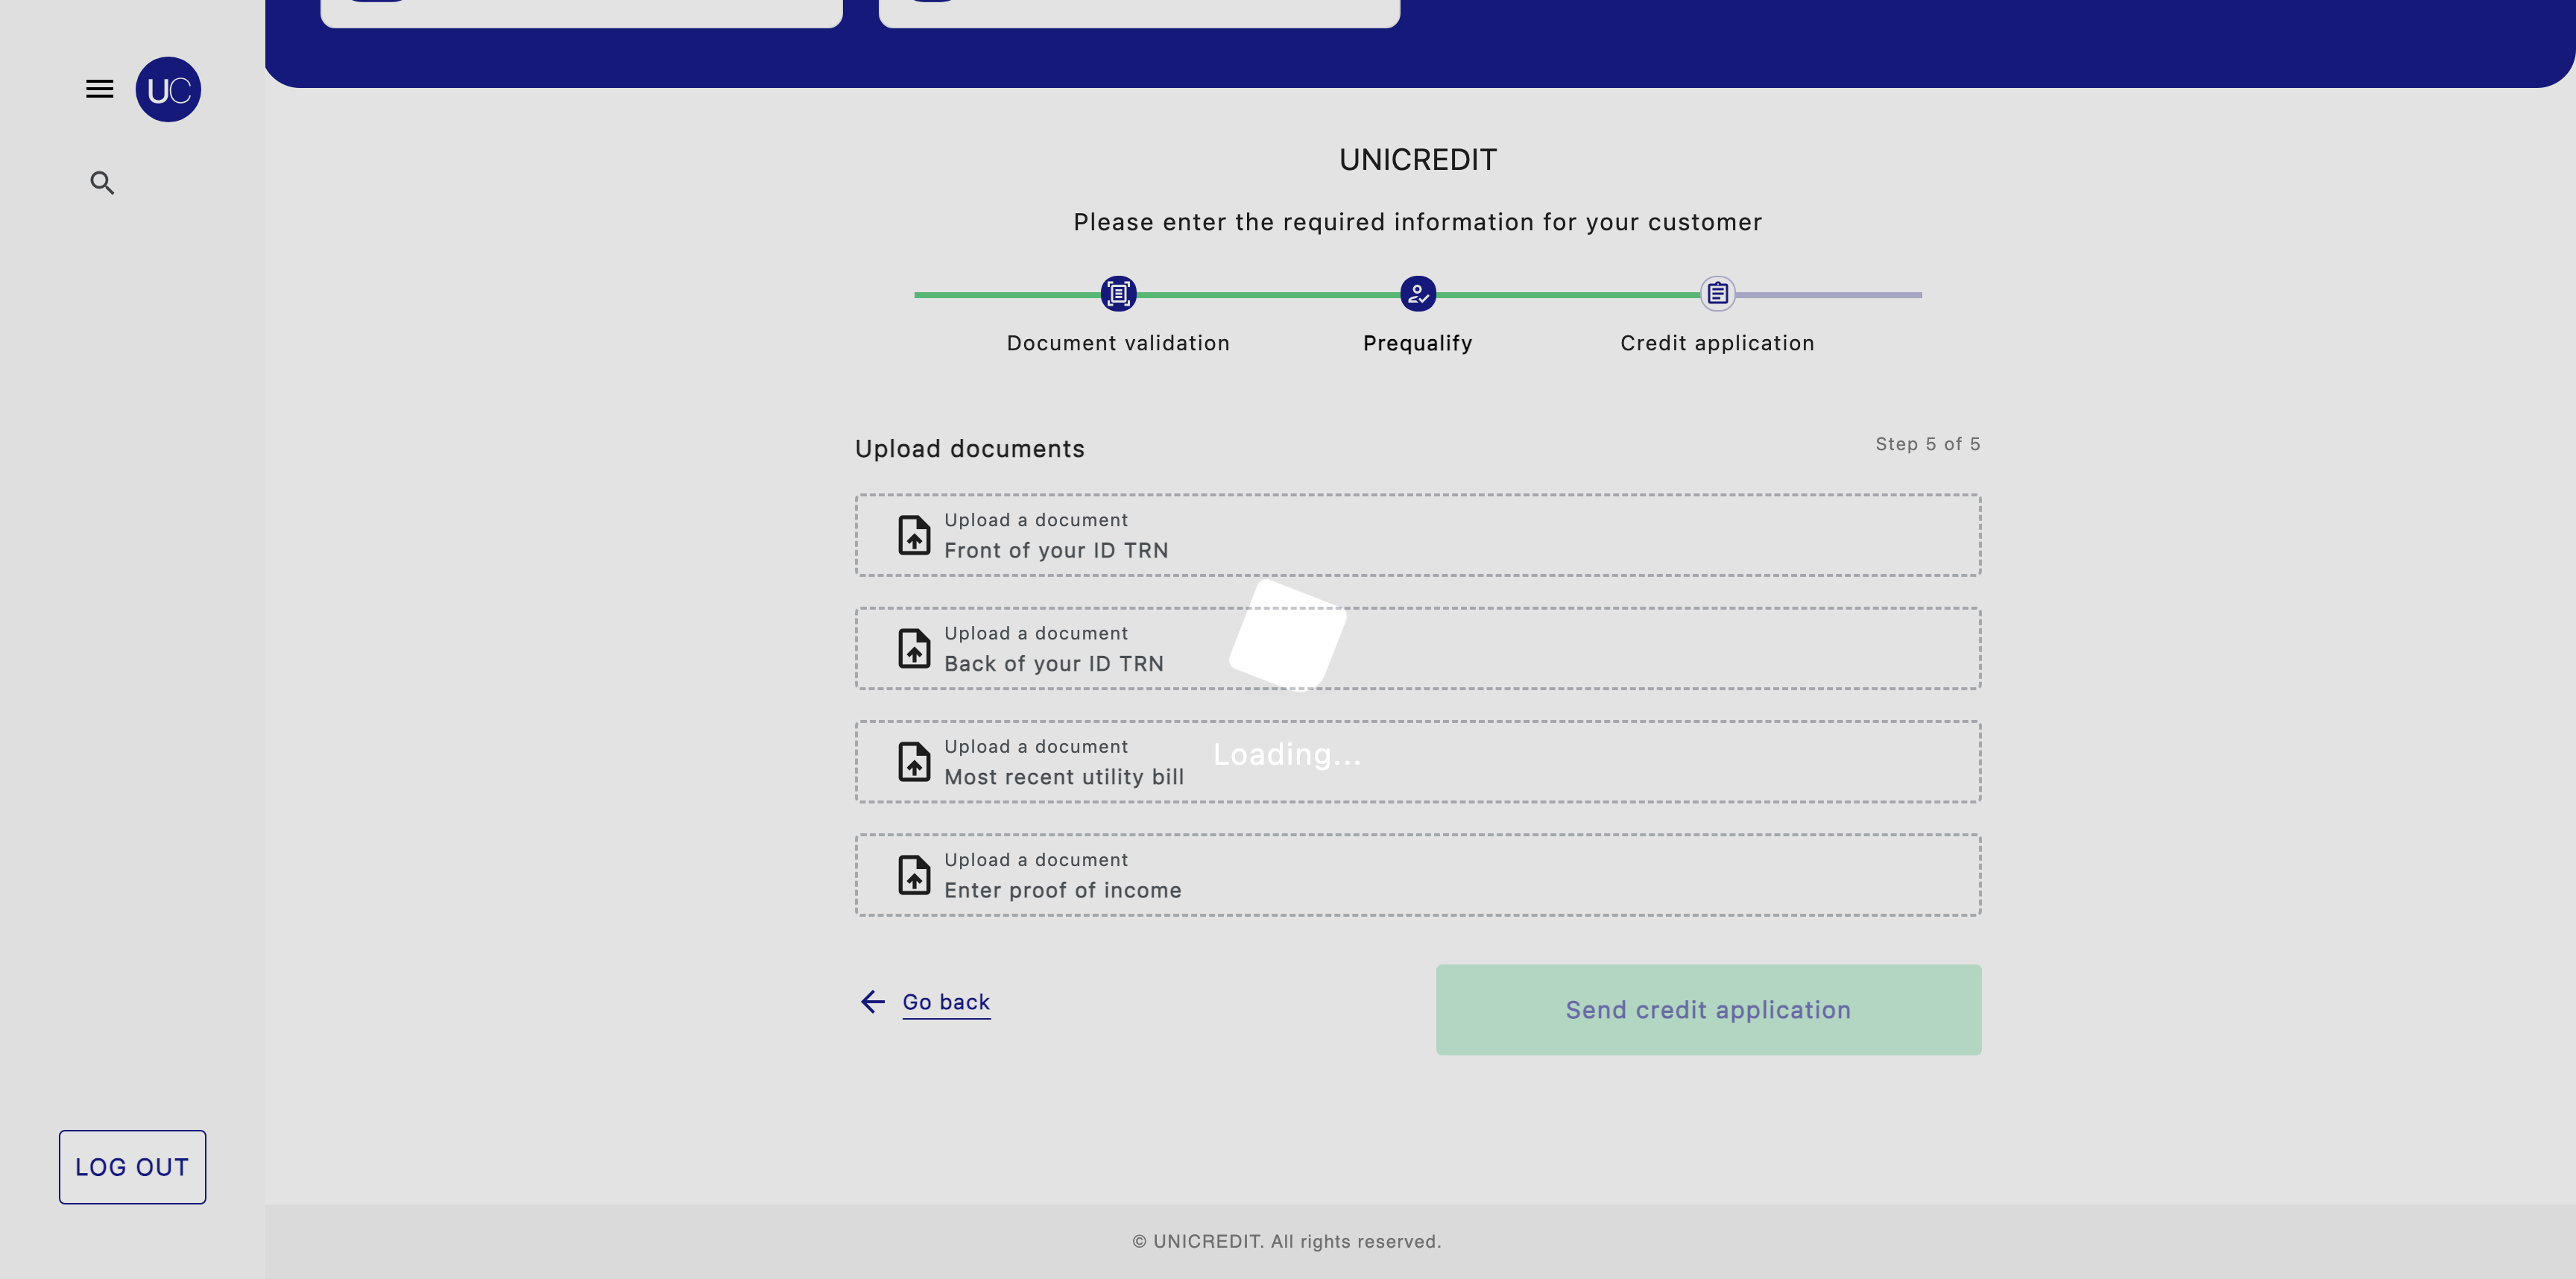 UC
UNICREDIT
Please enter the required information for your customer
Document validation
Prequalify
Credit application
Upload documents
Step 5 of 5
Upload a document
Front of your ID TRN
Upload a document
Back of your ID TRN
Upload a document
Most recent utility bill
Loading...
Upload a document
Enter proof of income
Go back
Send credit application
LOG OUT
© UNICREDIT. All rights reserved.